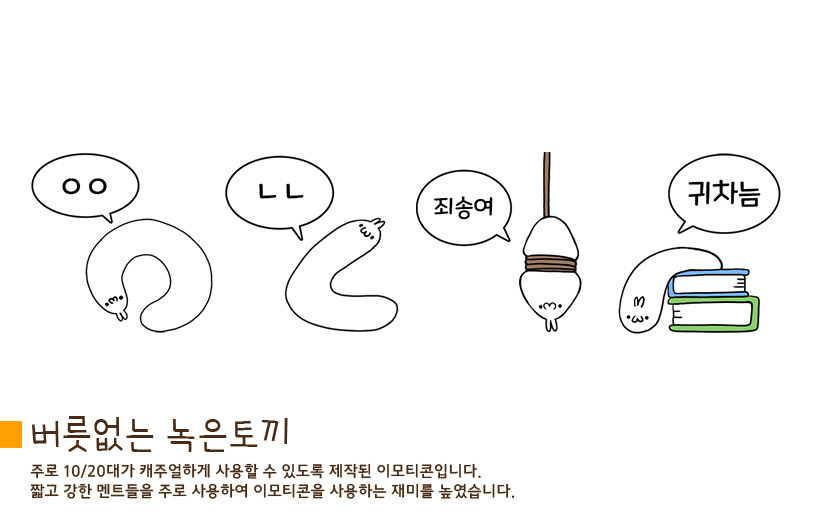 ㅇㅇ
ㄴㄴ
죄송여
귀차늠
버릇없는 녹은토끼
주로 10/20대가 캐주얼하게 사용할 수 있도록 제작된 이모티콘입니다.
짧고 강한 멘트들을 주로 사용하여 이모티콘을 사용하는 재미를 높였습니다.